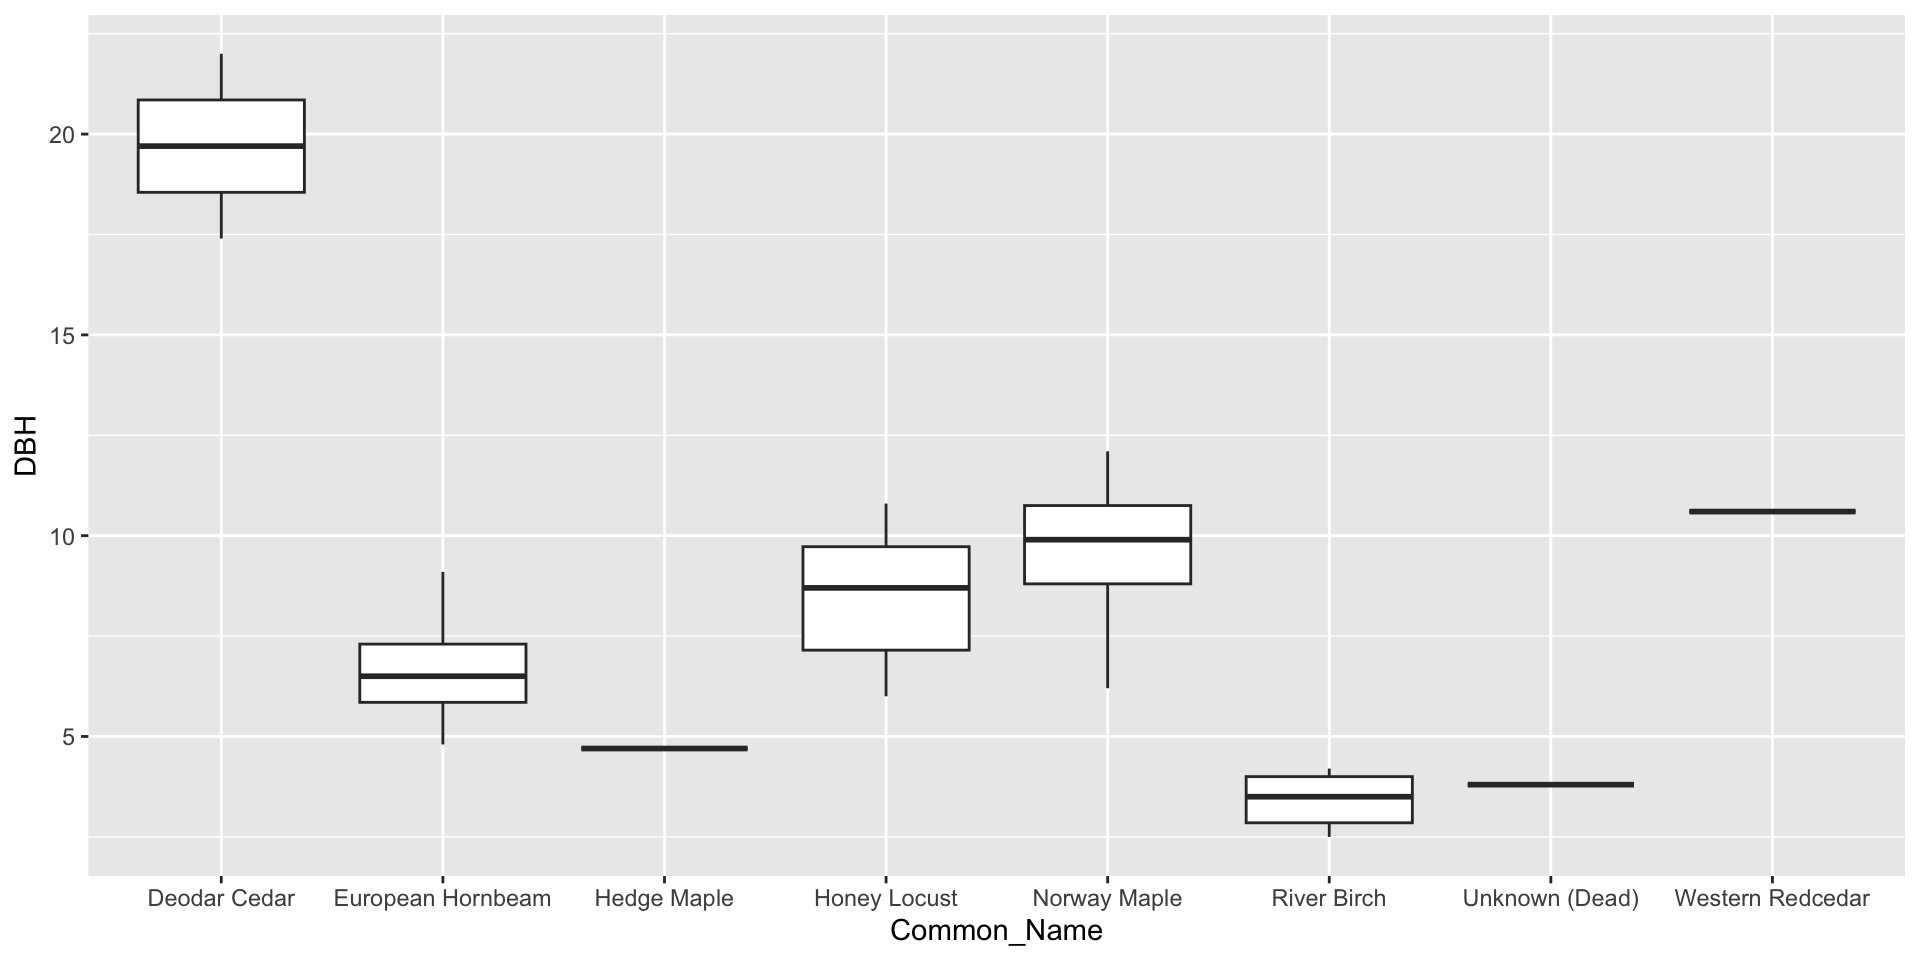 DBH
20
15
10
5
Deodar Cedar European Hornbeam Hedge Maple Honey Locust Norway Maple River Birch Unknown (Dead) Western Redcedar
Common_Name